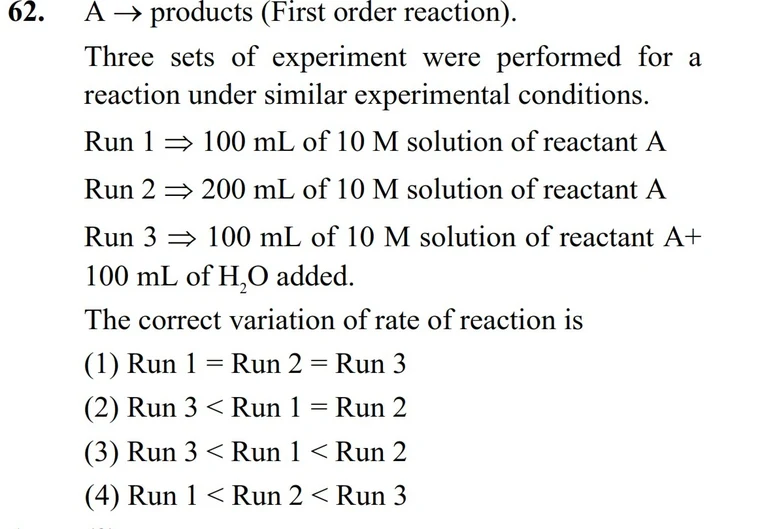 62. A → products (First order reaction).
Three sets of experiment were performed for a
reaction under similar experimental conditions.
Run 1 ⇒ 100 mL of 10 M solution of reactant A
Run 2 ⇒ 200 mL of 10 M solution of reactant A
Run 3 ⇒ 100 mL of 10 M solution of reactant A+
100 mL of H₂O added.
The correct variation of rate of reaction is
(1) Run 1 = Run 2 = Run 3
(2) Run 3 < Run 1 = Run 2
(3) Run 3 < Run 1 < Run 2
(4) Run 1 < Run 2 < Run 3